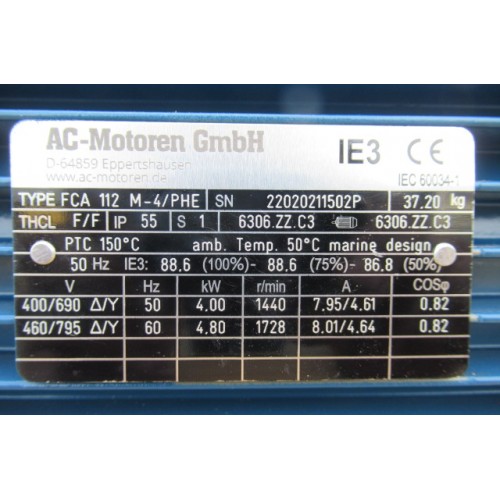 AC-Motoren GmbH
D-64859 Eppertshausen
www.ac-motoren.de
IE3 CE
IEC 60034-1
TYPE FCA 112 M-4/PHE SN 22020211502P 37.20 kg
THCL F/F IP 55 S 1 6306.ZZ.C3 6306.ZZ.C3
PTC 150°C amb. Temp. 50°C marine design
50 Hz IE3: 88.6 (100%)- 88.6 (75%)- 86.8 (50%)
V Hz kW r/min A COSφ
400/690 Δ/Y 50 4.00 1440 7.95/4.61 0.82
460/795 Δ/Y 60 4.80 1728 8.01/4.64 0.82